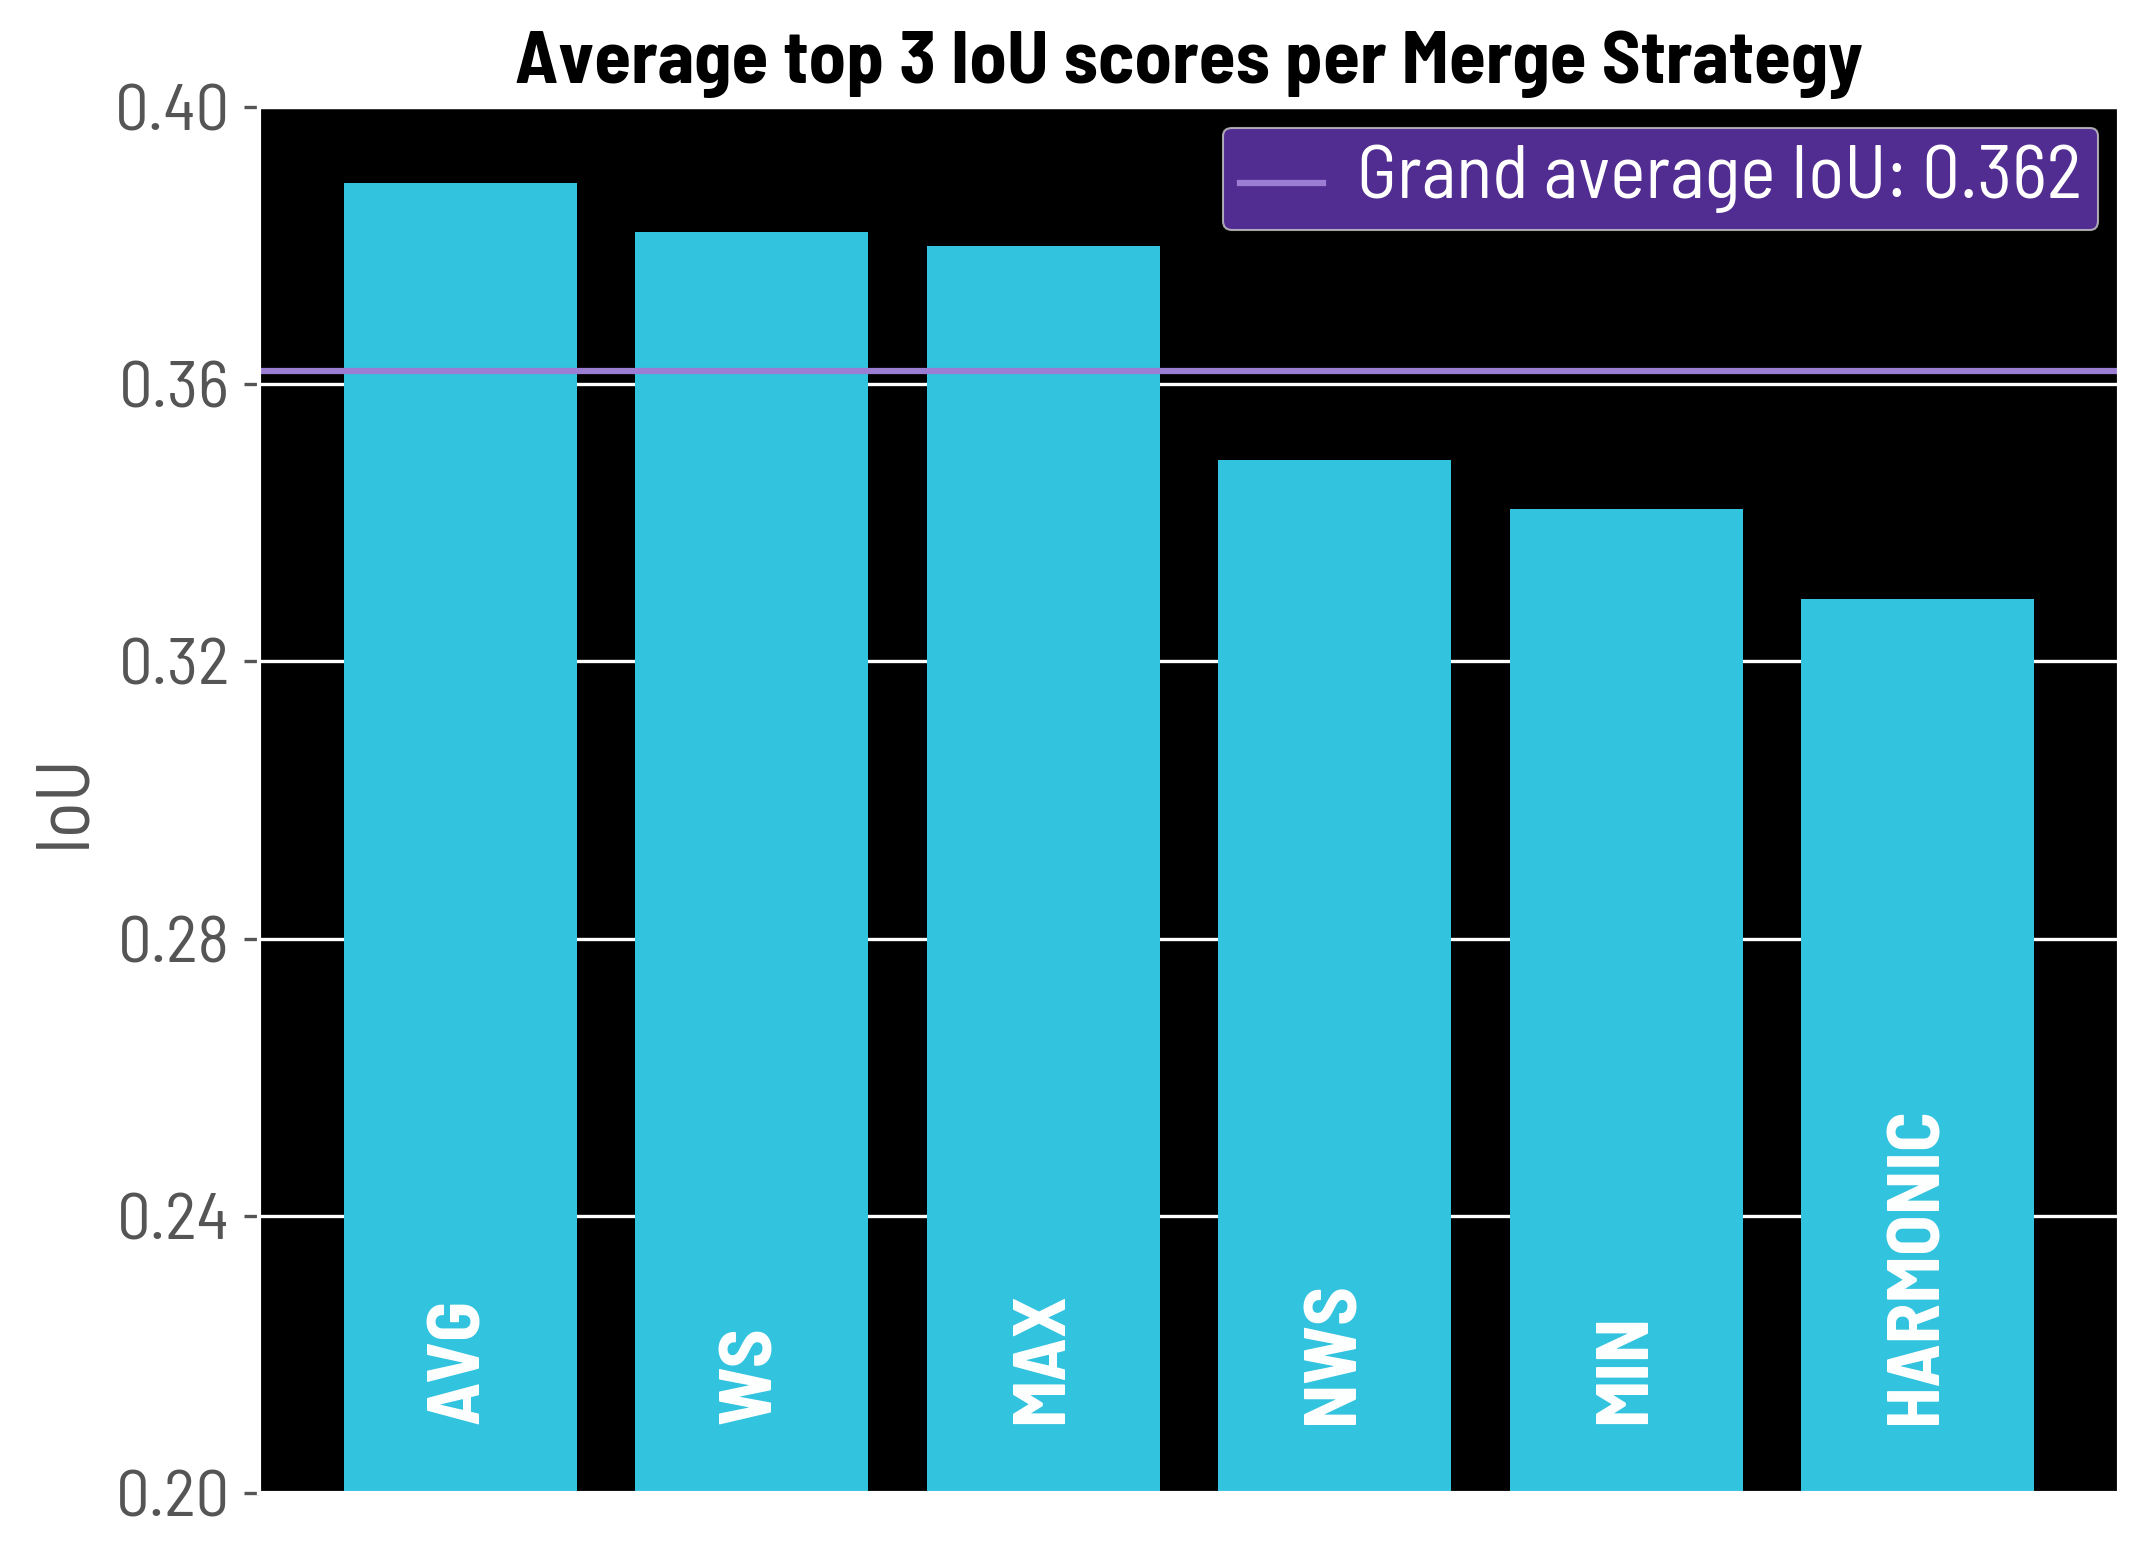 Average top 3 IoU scores per Merge Strategy
Grand average IoU: 0.362
0.40
0.36
0.32
0.28
0.24
0.20
IoU
AVG
WS
MAX
NWS
MIN
HARMONIC